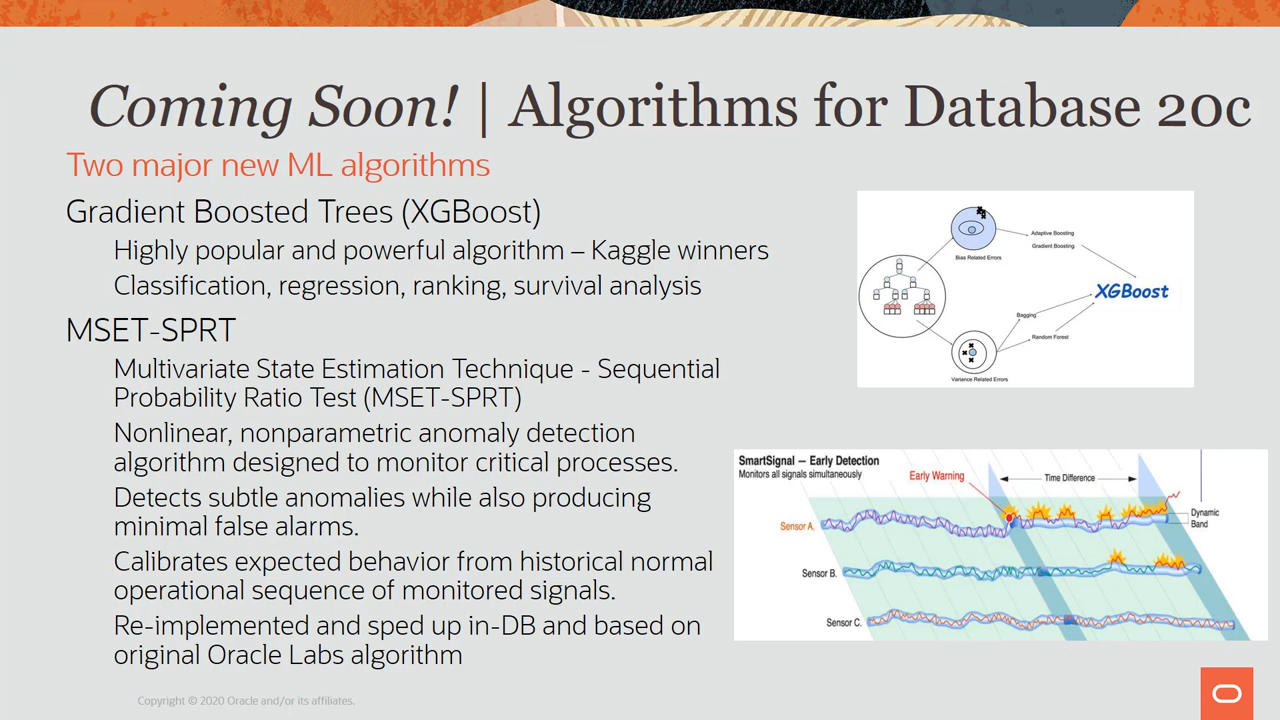 Coming Soon! | Algorithms for Database 20c
Two major new ML algorithms
Gradient Boosted Trees (XGBoost)
Highly popular and powerful algorithm – Kaggle winners
Classification, regression, ranking, survival analysis
MSET-SPRT
Multivariate State Estimation Technique - Sequential
Probability Ratio Test (MSET-SPRT)
Nonlinear, nonparametric anomaly detection
algorithm designed to monitor critical processes.
Detects subtle anomalies while also producing
minimal false alarms.
Calibrates expected behavior from historical normal
operational sequence of monitored signals.
Re-implemented and sped up in-DB and based on
original Oracle Labs algorithm
Adaptive Boosting
Gradient Boosting
Bias Related Errors
XGBoost
Bagging
Random Forest
Variance Related Errors
SmartSignal – Early Detection
Monitors all signals simultaneously
Early Warning
Time Difference
Dynamic
Band
Sensor A.
Sensor B.
Sensor C.
Copyright © 2020 Oracle and/or its affiliates.